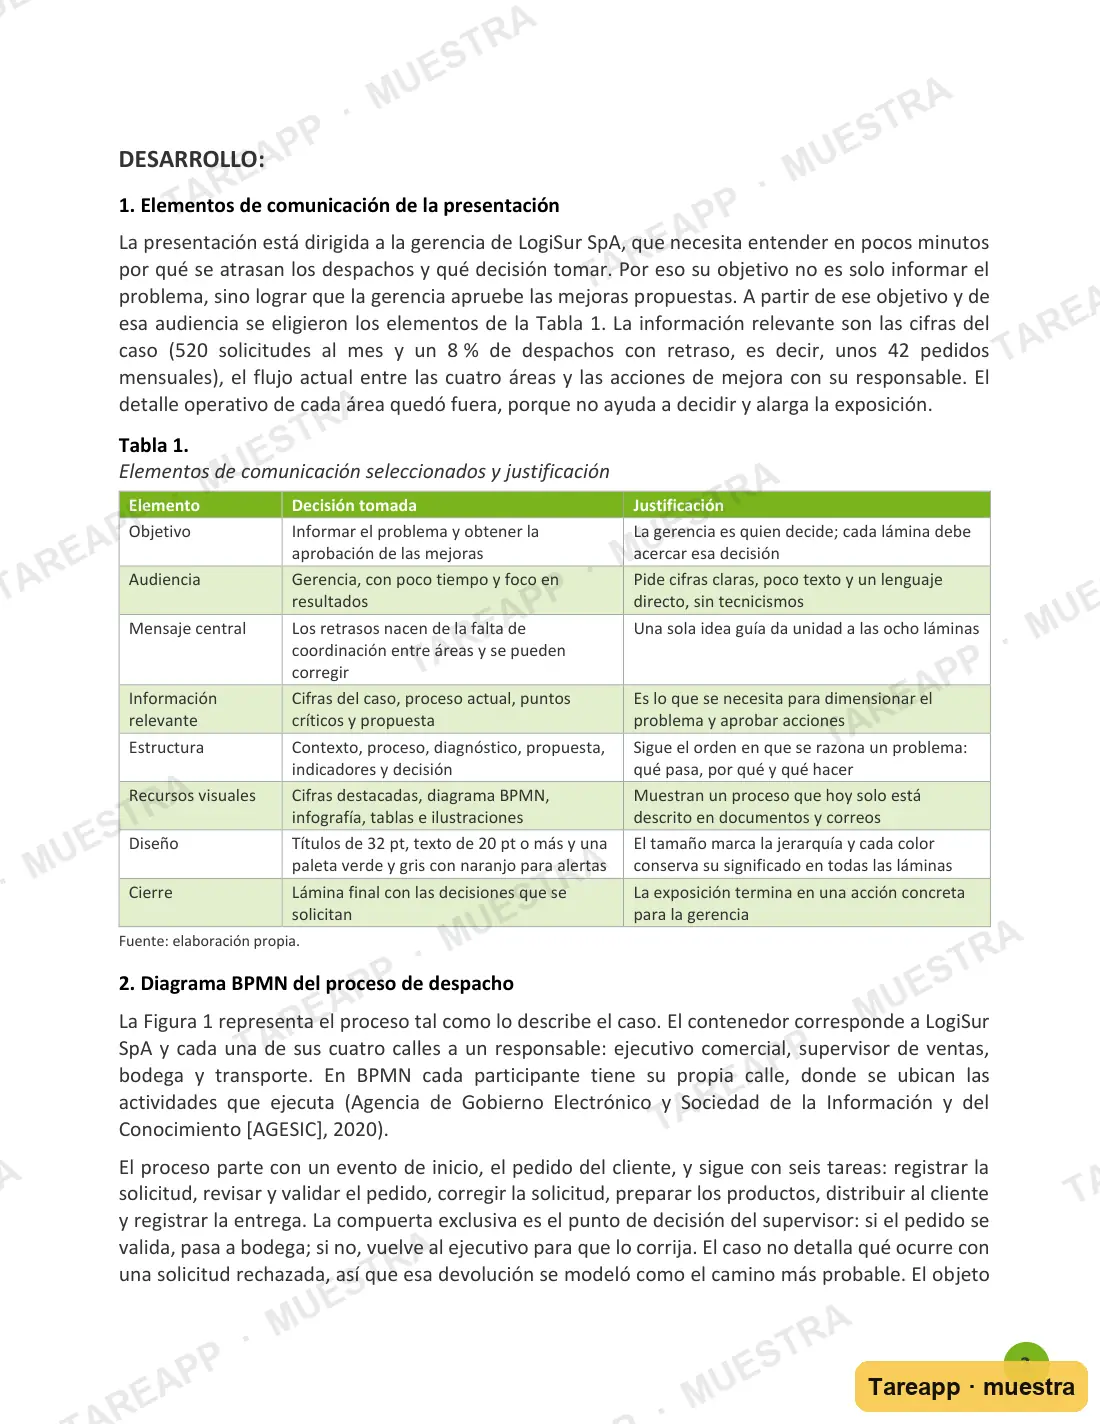 DESARROLLO:
1. Elementos de comunicación de la presentación
La presentación está dirigida a la gerencia de LogiSur SpA, que necesita entender en pocos minutos
por qué se atrasan los despachos y qué decisión tomar. Por eso su objetivo no es solo informar el
problema, sino lograr que la gerencia apruebe las mejoras propuestas. A partir de ese objetivo y de
esa audiencia se eligieron los elementos de la Tabla 1. La información relevante son las cifras del
caso (520 solicitudes al mes y un 8 % de despachos con retraso, es decir, unos 42 pedidos
mensuales), el flujo actual entre las cuatro áreas y las acciones de mejora con su responsable. El
detalle operativo de cada área quedó fuera, porque no ayuda a decidir y alarga la exposición.
Tabla 1.
Elementos de comunicación seleccionados y justificación
Elemento Decisión tomada Justificación
Objetivo Informar el problema y obtener la La gerencia es quien decide; cada lámina debe
aprobación de las mejoras acercar esa decisión
Audiencia Gerencia, con poco tiempo y foco en Pide cifras claras, poco texto y un lenguaje
resultados directo, sin tecnicismos
Mensaje central Los retrasos nacen de la falta de Una sola idea guía da unidad a las ocho láminas
coordinación entre áreas y se pueden
corregir
Información Cifras del caso, proceso actual, puntos Es lo que se necesita para dimensionar el
relevante críticos y propuesta problema y aprobar acciones
Estructura Contexto, proceso, diagnóstico, propuesta, Sigue el orden en que se razona un problema:
indicadores y decisión qué pasa, por qué y qué hacer
Recursos visuales Cifras destacadas, diagrama BPMN, Muestran un proceso que hoy solo está
infografía, tablas e ilustraciones descrito en documentos y correos
Diseño Títulos de 32 pt, texto de 20 pt o más y una El tamaño marca la jerarquía y cada color
paleta verde y gris con naranjo para alertas conserva su significado en todas las láminas
Cierre Lámina final con las decisiones que se La exposición termina en una acción concreta
solicitan para la gerencia
Fuente: elaboración propia.
2. Diagrama BPMN del proceso de despacho
La Figura 1 representa el proceso tal como lo describe el caso. El contenedor corresponde a LogiSur
SpA y cada una de sus cuatro calles a un responsable: ejecutivo comercial, supervisor de ventas,
bodega y transporte. En BPMN cada participante tiene su propia calle, donde se ubican las
actividades que ejecuta (Agencia de Gobierno Electrónico y Sociedad de la Información y del
Conocimiento [AGESIC], 2020).
El proceso parte con un evento de inicio, el pedido del cliente, y sigue con seis tareas: registrar la
solicitud, revisar y validar el pedido, corregir la solicitud, preparar los productos, distribuir al cliente
y registrar la entrega. La compuerta exclusiva es el punto de decisión del supervisor: si el pedido se
valida, pasa a bodega; si no, vuelve al ejecutivo para que lo corrija. El caso no detalla qué ocurre con
una solicitud rechazada, así que esa devolución se modeló como el camino más probable. El objeto
Tareapp · muestra
TAREAPP · MUESTRA